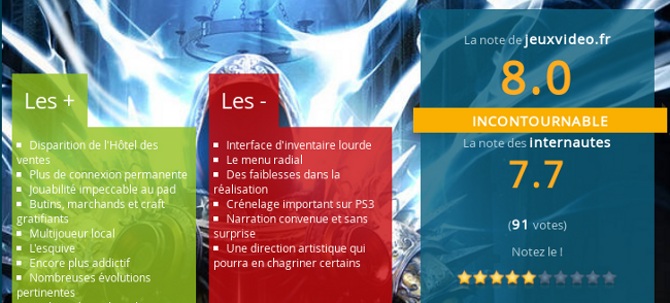 Les +
Disparition de l'Hôtel des
ventes
Plus de connexion permanente
Jouabilité impeccable au pad
Butins, marchands et craft
gratifiants
Multijoueur local
L'esquive
Encore plus addictif
Nombreuses évolutions
pertinentes
Les -
Interface d'inventaire lourde
Le menu radial
Des faiblesses dans la
réalisation
Crénelage important sur PS3
Narration convenue et sans
surprise
Une direction artistique qui
pourra en chagriner certains
La note de jeuxvideo.fr
8.0
INCONTOURNABLE
La note des internautes
7.7
(91 votes)
Notez le !